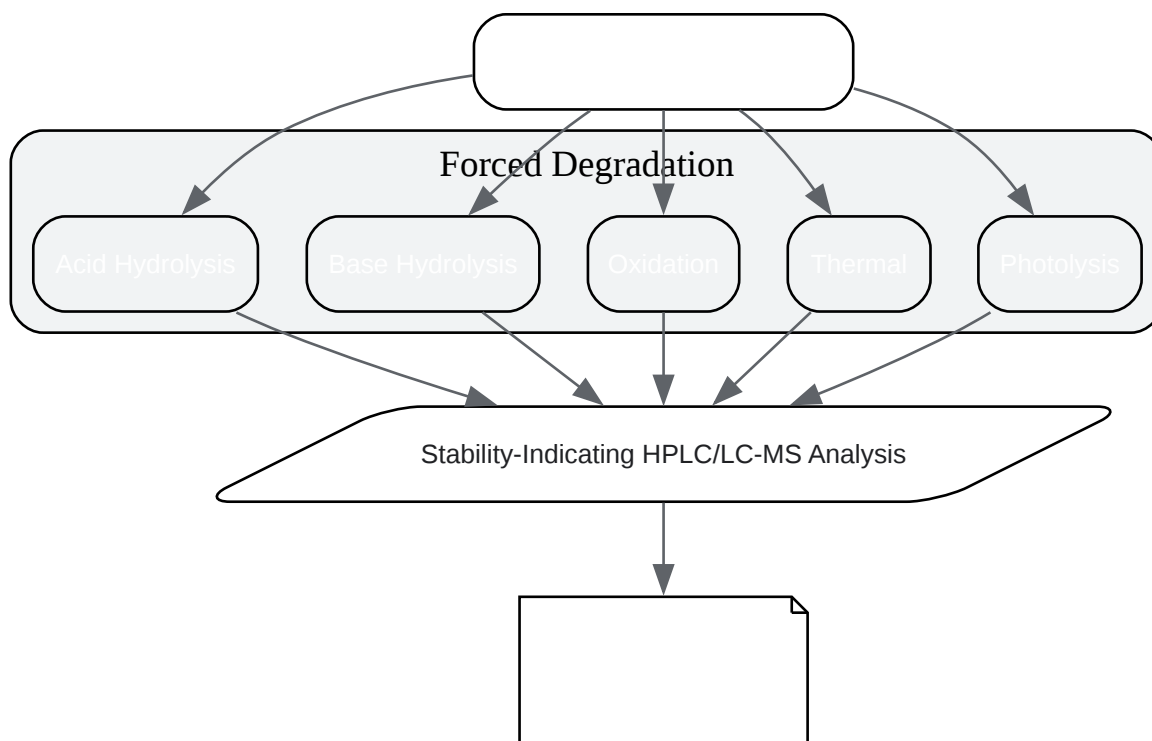 Forced Degradation
Acid Hydrolysis
Base Hydrolysis
Oxidation
Thermal
Photolysis
Stability-Indicating HPLC/LC-MS Analysis